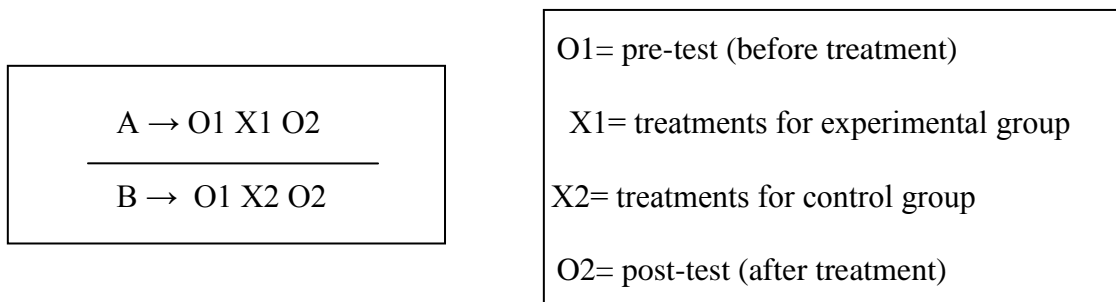 A → O1 X1 O2
B → O1 X2 O2
O1= pre-test (before treatment)
X1= treatments for experimental group
X2= treatments for control group
O2= post-test (after treatment)